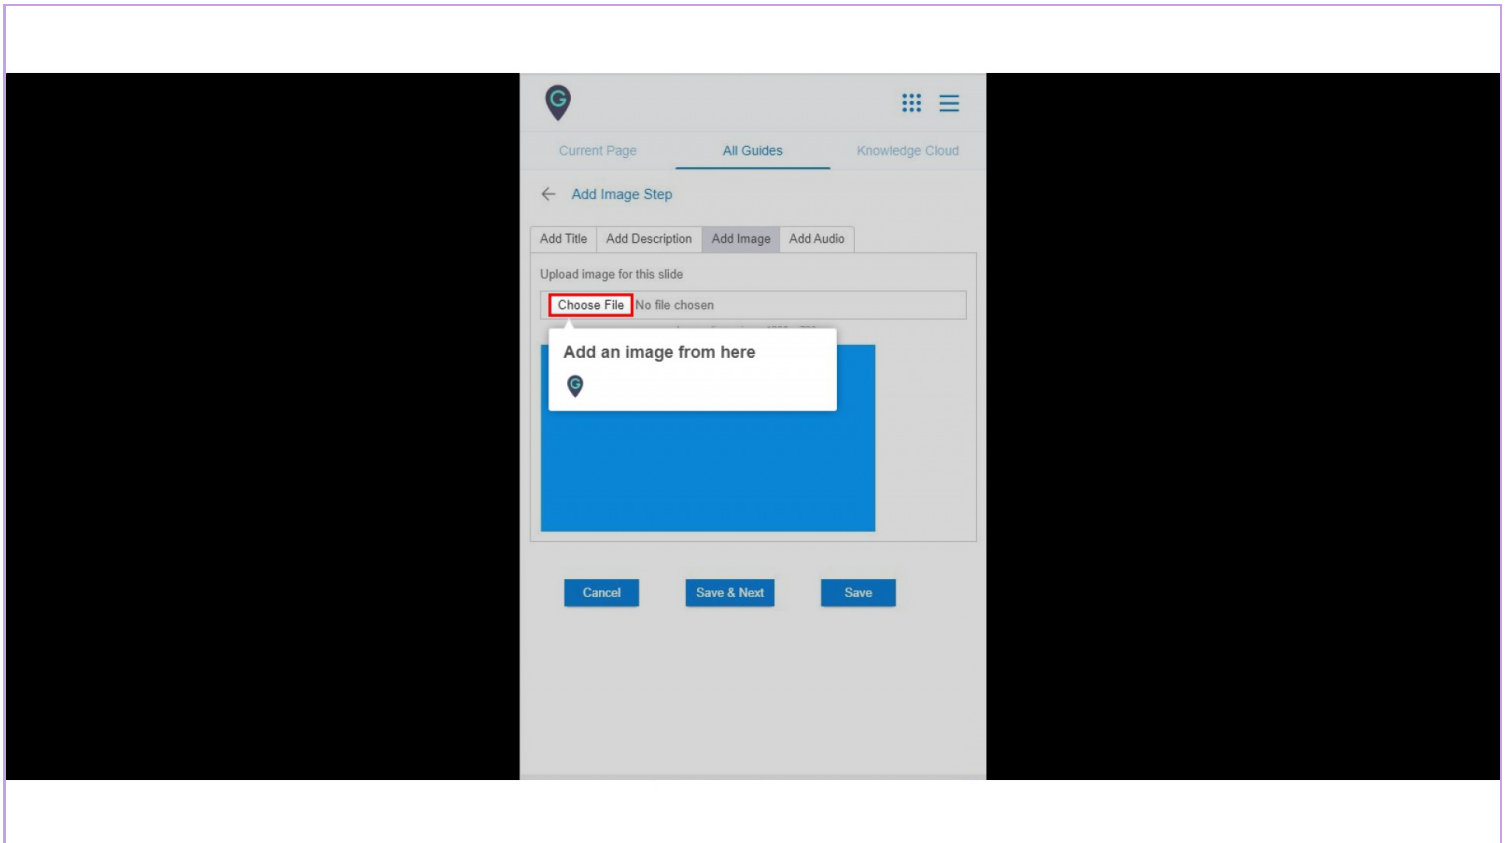 G
Current Page All Guides Knowledge Cloud
Add Image Step
Add Title Add Description Add Image Add Audio
Upload image for this slide
Choose File No file chosen
Add an image from here
G
Cancel Save & Next Save